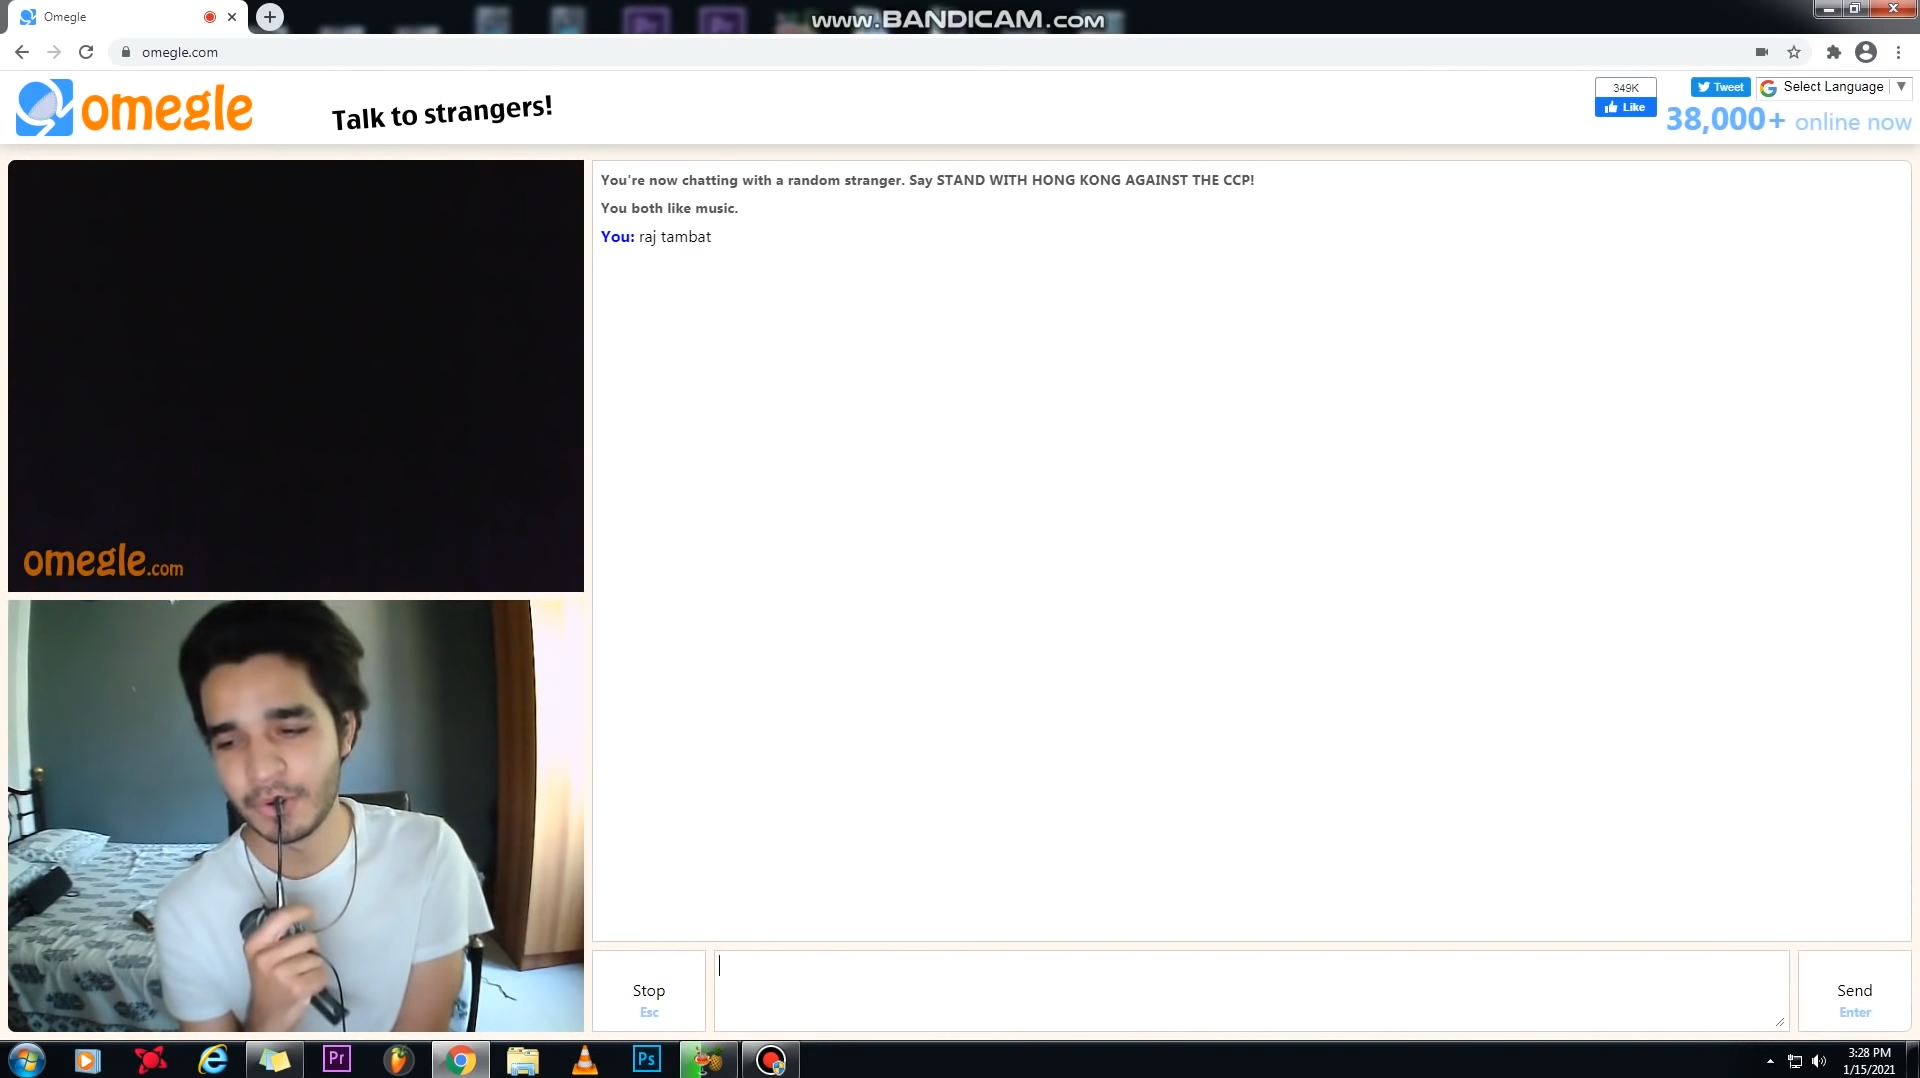 Omegle
www.BANDICAM.com
omegle.com
omegle
Talk to strangers!
349K
Like
Tweet
Select Language
38,000+ online now
You're now chatting with a random stranger. Say STAND WITH HONG KONG AGAINST THE CCP!
You both like music.
You: raj tambat
omegle.com
Stop
Esc
Send
Enter
Pr
Ps
3:28 PM
1/15/2021